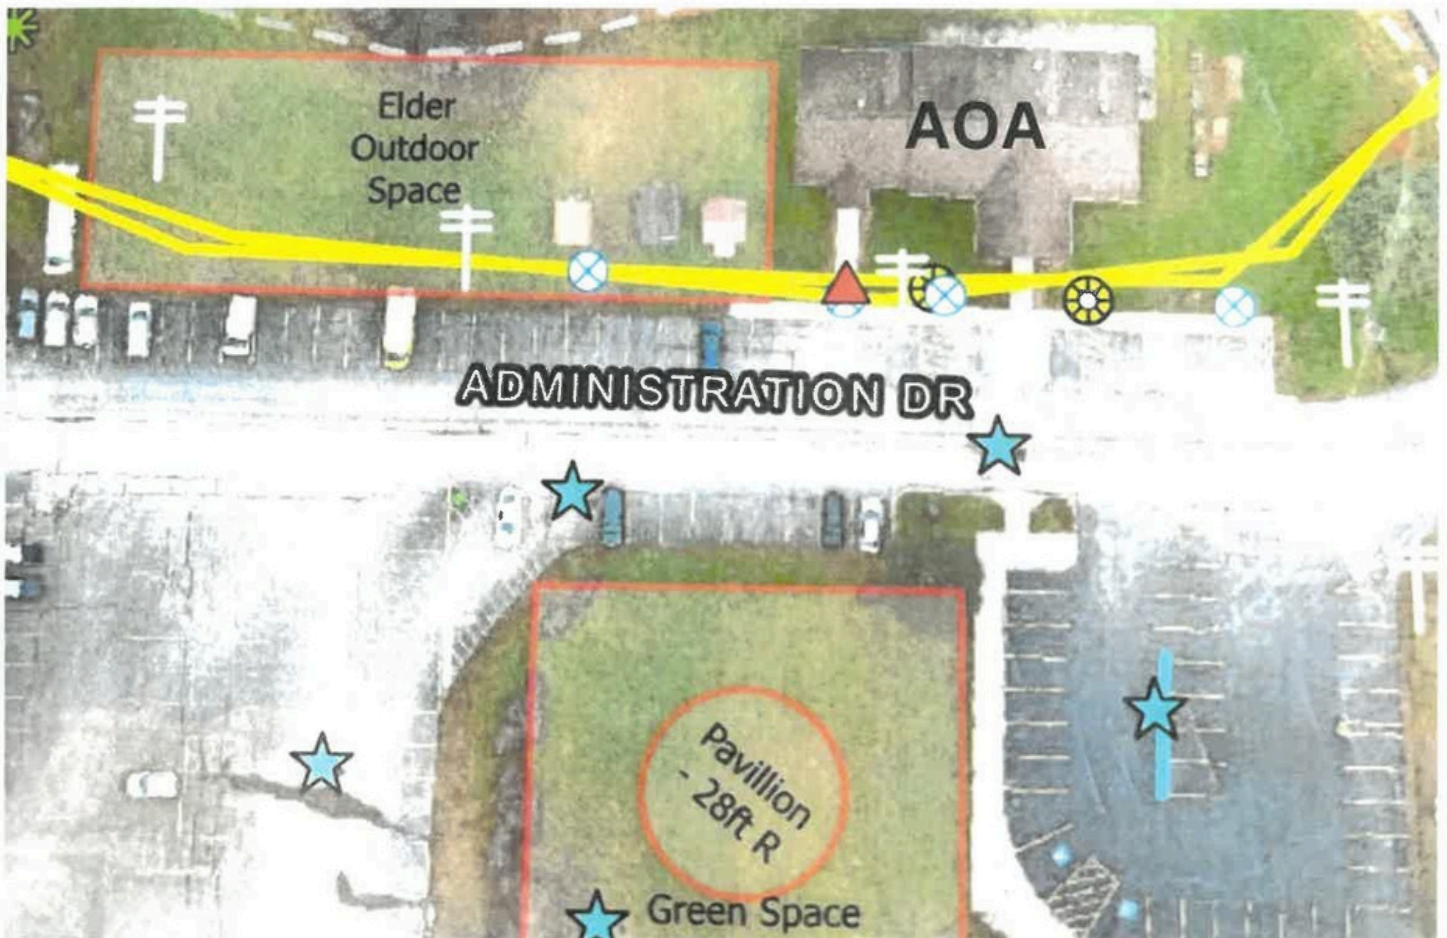 Elder
Outdoor
Space
AOA
ADMINISTRATION DR
Pavillion
- 28ft R
Green Space